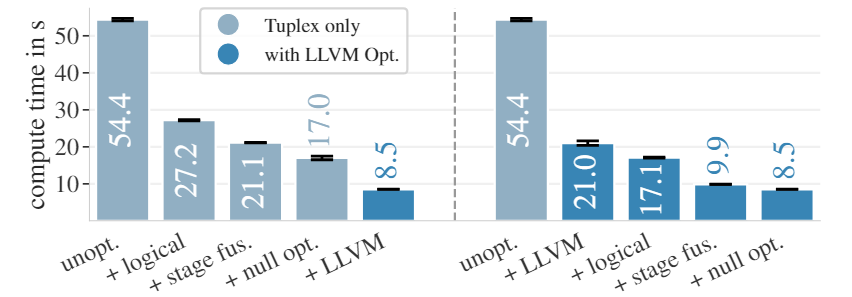 compute time in s
50
40
30
20
10
Tuplex only
with LLVM Opt.
54.4
27.2
21.1
17.0
8.5
54.4
21.0
17.1
9.9
8.5
unopt.
+ logical
+ stage fus.
+ null opt.
+ LLVM
unopt.
+ LLVM
+ logical
+ stage fus.
+ null opt.